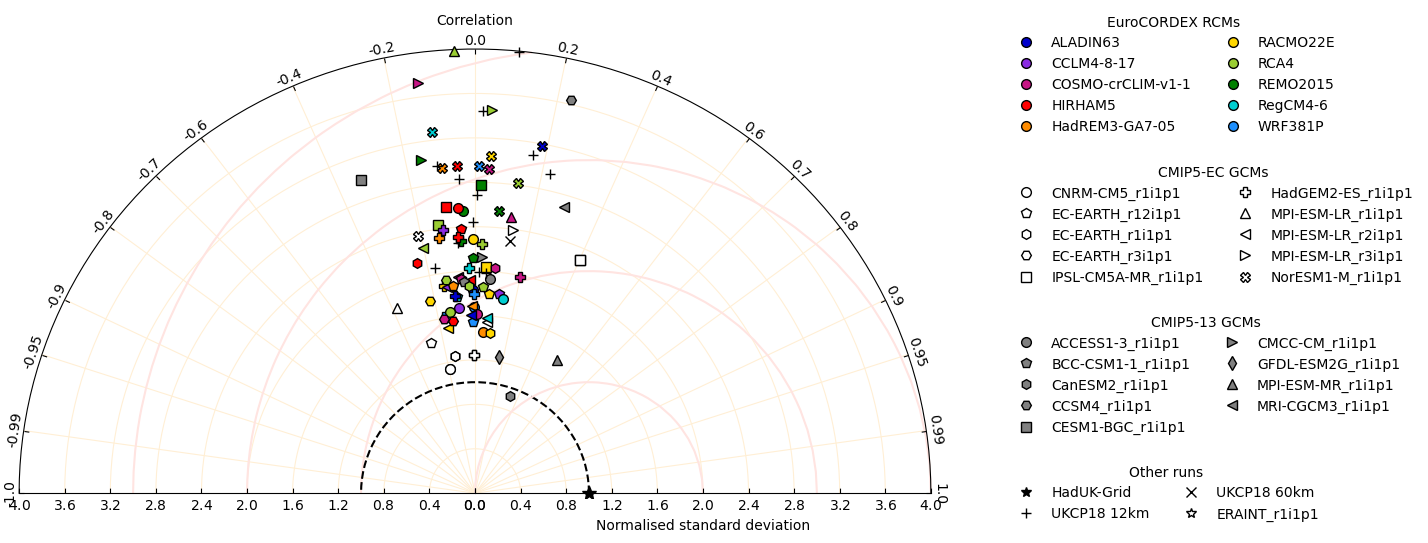 Correlation
-0.2 0.0 0.2
-0.4 0.4
-0.6 0.6
-0.7 0.7
-0.8 0.8
-0.9 0.9
-0.95 0.95
-0.99 0.99
-1.0 1.0
4.0 3.6 3.2 2.8 2.4 2.0 1.6 1.2 0.8 0.4 0.0 0.4 0.8 1.2 1.6 2.0 2.4 2.8 3.2 3.6 4.0
Normalised standard deviation
EuroCORDEX RCMs
ALADIN63 RACMO22E
CCLM4-8-17 RCA4
COSMO-crCLIM-v1-1 REMO2015
HIRHAM5 RegCM4-6
HadREM3-GA7-05 WRF381P
CMIP5-EC GCMs
CNRM-CM5_r1i1p1 HadGEM2-ES_r1i1p1
EC-EARTH_r12i1p1 MPI-ESM-LR_r1i1p1
EC-EARTH_r1i1p1 MPI-ESM-LR_r2i1p1
EC-EARTH_r3i1p1 MPI-ESM-LR_r3i1p1
IPSL-CM5A-MR_r1i1p1 NorESM1-M_r1i1p1
CMIP5-13 GCMs
ACCESS1-3_r1i1p1 CMCC-CM_r1i1p1
BCC-CSM1-1_r1i1p1 GFDL-ESM2G_r1i1p1
CanESM2_r1i1p1 MPI-ESM-MR_r1i1p1
CCSM4_r1i1p1 MRI-CGCM3_r1i1p1
CESM1-BGC_r1i1p1
Other runs
HadUK-Grid UKCP18 60km
UKCP18 12km ERAINT_r1i1p1